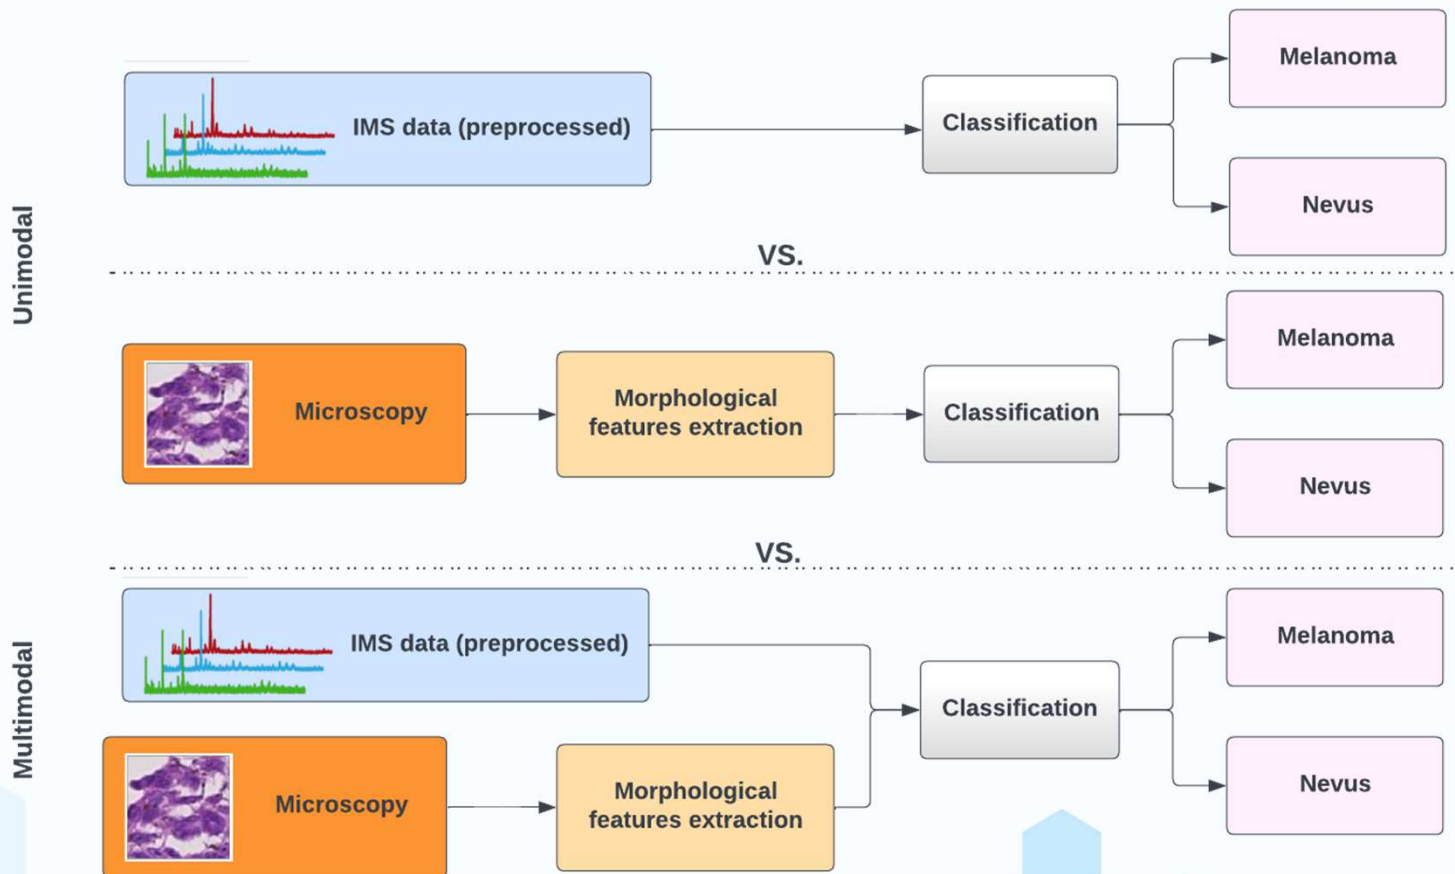 Unimodal
IMS data (preprocessed)
Classification
Melanoma
Nevus
VS.
Microscopy
Morphological
features extraction
Classification
Melanoma
Nevus
VS.
Multimodal
IMS data (preprocessed)
Microscopy
Morphological
features extraction
Classification
Melanoma
Nevus